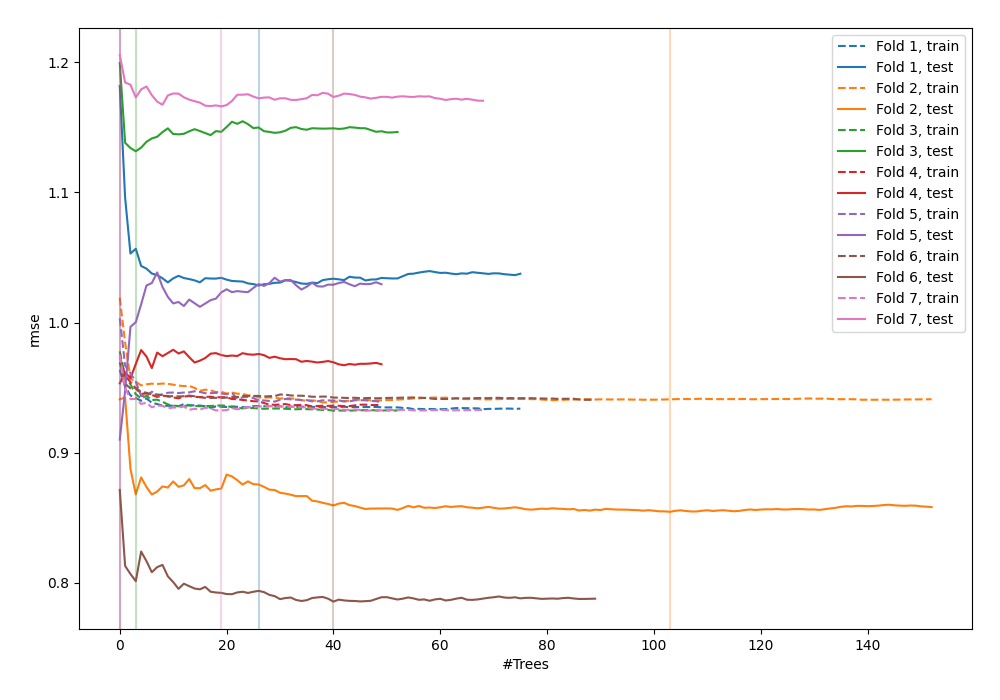 1.2
1.1
1.0
0.9
0.8
rmse
0
20
40
60
80
100
120
140
#Trees
Fold 1, train
Fold 1, test
Fold 2, train
Fold 2, test
Fold 3, train
Fold 3, test
Fold 4, train
Fold 4, test
Fold 5, train
Fold 5, test
Fold 6, train
Fold 6, test
Fold 7, train
Fold 7, test